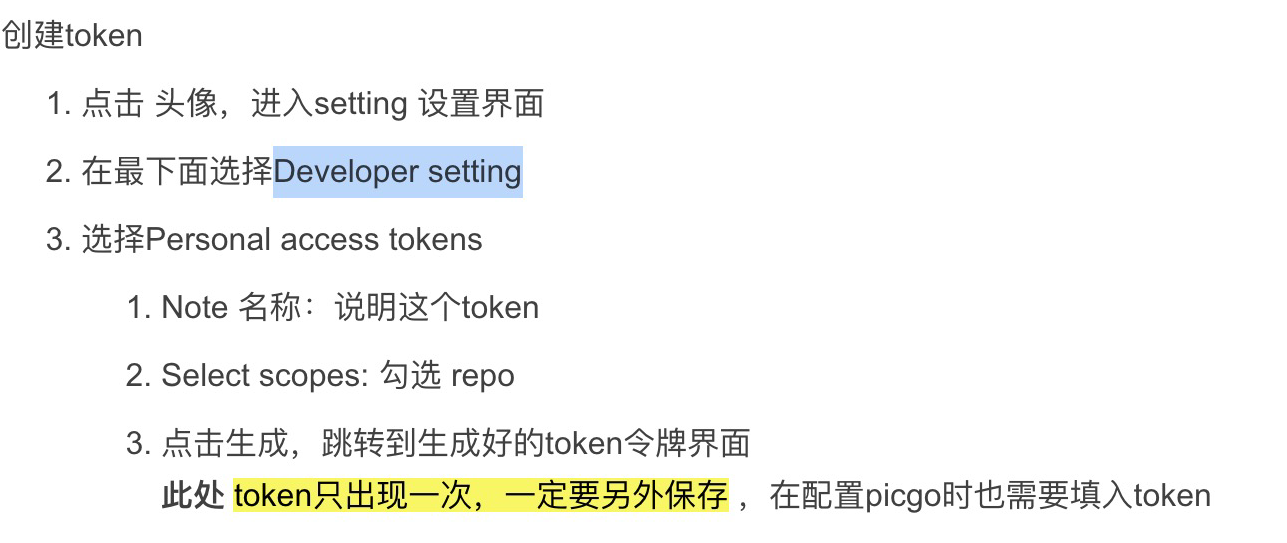 创建token
1. 点击 头像，进入setting 设置界面
2. 在最下面选择Developer setting
3. 选择Personal access tokens
1. Note 名称：说明这个token
2. Select scopes: 勾选 repo
3. 点击生成，跳转到生成好的token令牌界面
此处 token只出现一次，一定要另外保存 ，在配置picgo时也需要填入token